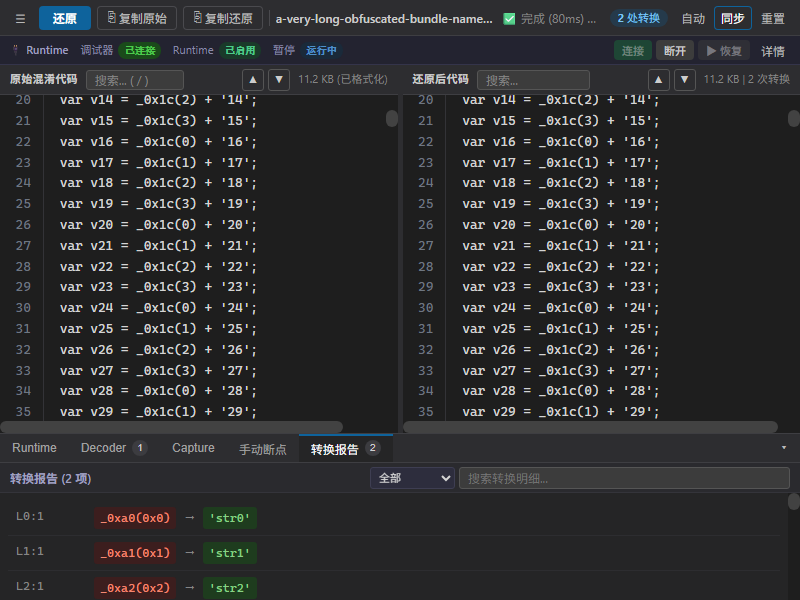 ☰ 还原 复制原始 复制还原 a-very-long-obfuscated-bundle-name... ✅ 完成 (80ms) ... 2 处转换 自动 同步 重置
Runtime 调试器 已连接 Runtime 已启用 暂停 运行中 连接 断开 ▶ 恢复 详情
原始混淆代码 搜索... ( / ) ▲ ▼ 11.2 KB (已格式化) 还原后代码 搜索... ▲ ▼ 11.2 KB | 2 次转换
20 var v14 = _0x1c(2) + '14'; 20 var v14 = _0x1c(2) + '14';
21 var v15 = _0x1c(3) + '15'; 21 var v15 = _0x1c(3) + '15';
22 var v16 = _0x1c(0) + '16'; 22 var v16 = _0x1c(0) + '16';
23 var v17 = _0x1c(1) + '17'; 23 var v17 = _0x1c(1) + '17';
24 var v18 = _0x1c(2) + '18'; 24 var v18 = _0x1c(2) + '18';
25 var v19 = _0x1c(3) + '19'; 25 var v19 = _0x1c(3) + '19';
26 var v20 = _0x1c(0) + '20'; 26 var v20 = _0x1c(0) + '20';
27 var v21 = _0x1c(1) + '21'; 27 var v21 = _0x1c(1) + '21';
28 var v22 = _0x1c(2) + '22'; 28 var v22 = _0x1c(2) + '22';
29 var v23 = _0x1c(3) + '23'; 29 var v23 = _0x1c(3) + '23';
30 var v24 = _0x1c(0) + '24'; 30 var v24 = _0x1c(0) + '24';
31 var v25 = _0x1c(1) + '25'; 31 var v25 = _0x1c(1) + '25';
32 var v26 = _0x1c(2) + '26'; 32 var v26 = _0x1c(2) + '26';
33 var v27 = _0x1c(3) + '27'; 33 var v27 = _0x1c(3) + '27';
34 var v28 = _0x1c(0) + '28'; 34 var v28 = _0x1c(0) + '28';
35 var v29 = _0x1c(1) + '29'; 35 var v29 = _0x1c(1) + '29';
Runtime Decoder 1 Capture 手动断点 转换报告 2
转换报告 (2 项) 全部 搜索转换明细...
L0:1 _0xa0(0x0) → 'str0'
L1:1 _0xa1(0x1) → 'str1'
L2:1 _0xa2(0x2) → 'str2'